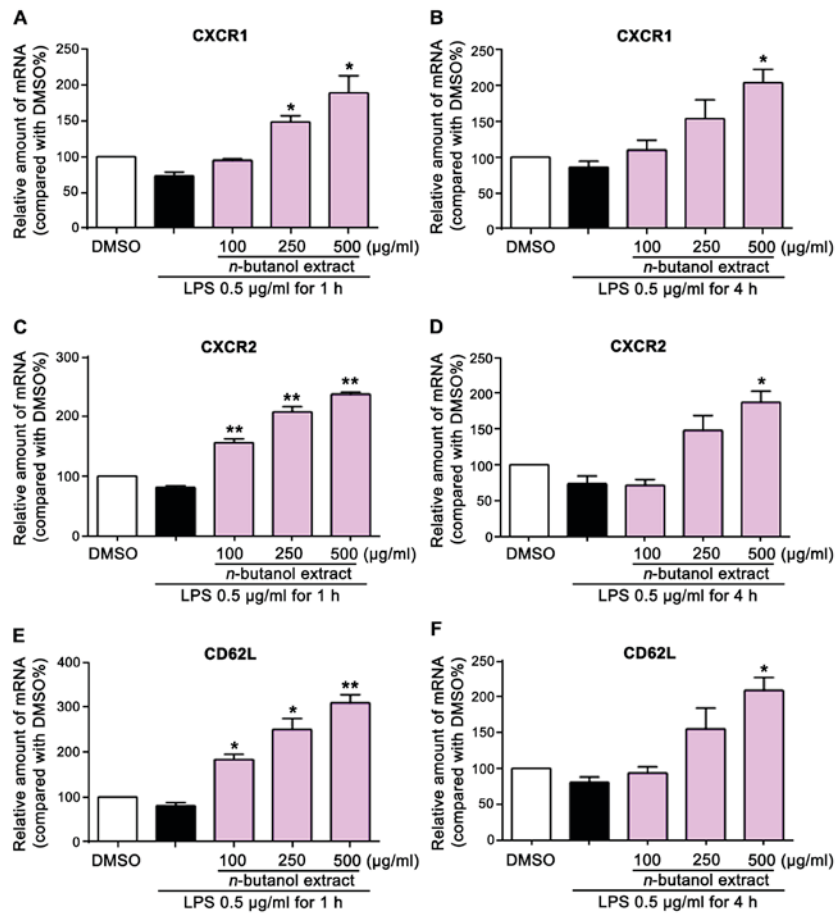 A
CXCR1
Relative amount of mRNA
(compared with DMSO%)
250
200
150
100
50
0
*
*
DMSO
100
250
500
(µg/ml)
n-butanol extract
LPS 0.5 µg/ml for 1 h
B
CXCR1
Relative amount of mRNA
(compared with DMSO%)
250
200
150
100
50
0
*
DMSO
100
250
500
(µg/ml)
n-butanol extract
LPS 0.5 µg/ml for 4 h
C
CXCR2
Relative amount of mRNA
(compared with DMSO%)
300
200
100
0
**
**
**
DMSO
100
250
500
(µg/ml)
n-butanol extract
LPS 0.5 µg/ml for 1 h
D
CXCR2
Relative amount of mRNA
(compared with DMSO%)
250
200
150
100
50
0
*
DMSO
100
250
500
(µg/ml)
n-butanol extract
LPS 0.5 µg/ml for 4 h
E
CD62L
Relative amount of mRNA
(compared with DMSO%)
400
300
200
100
0
*
*
**
DMSO
100
250
500
(µg/ml)
n-butanol extract
LPS 0.5 µg/ml for 1 h
F
CD62L
Relative amount of mRNA
(compared with DMSO%)
250
200
150
100
50
0
*
DMSO
100
250
500
(µg/ml)
n-butanol extract
LPS 0.5 µg/ml for 4 h